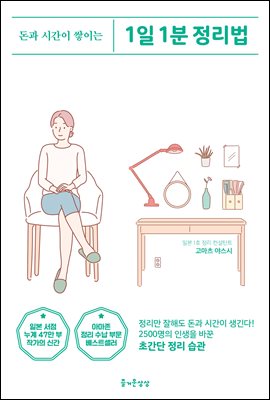 돈과 시간이 쌓이는
1일 1분 정리법
일본 1호 정리 컨설턴트
고마츠 야스시
일본 서점
누계 47만 부
작가의 신간
아마존
정리 수납 부문
베스트셀러
정리만 잘해도 돈과 시간이 생긴다!
2500명의 인생을 바꾼
초간단 정리 습관
즐거운상상